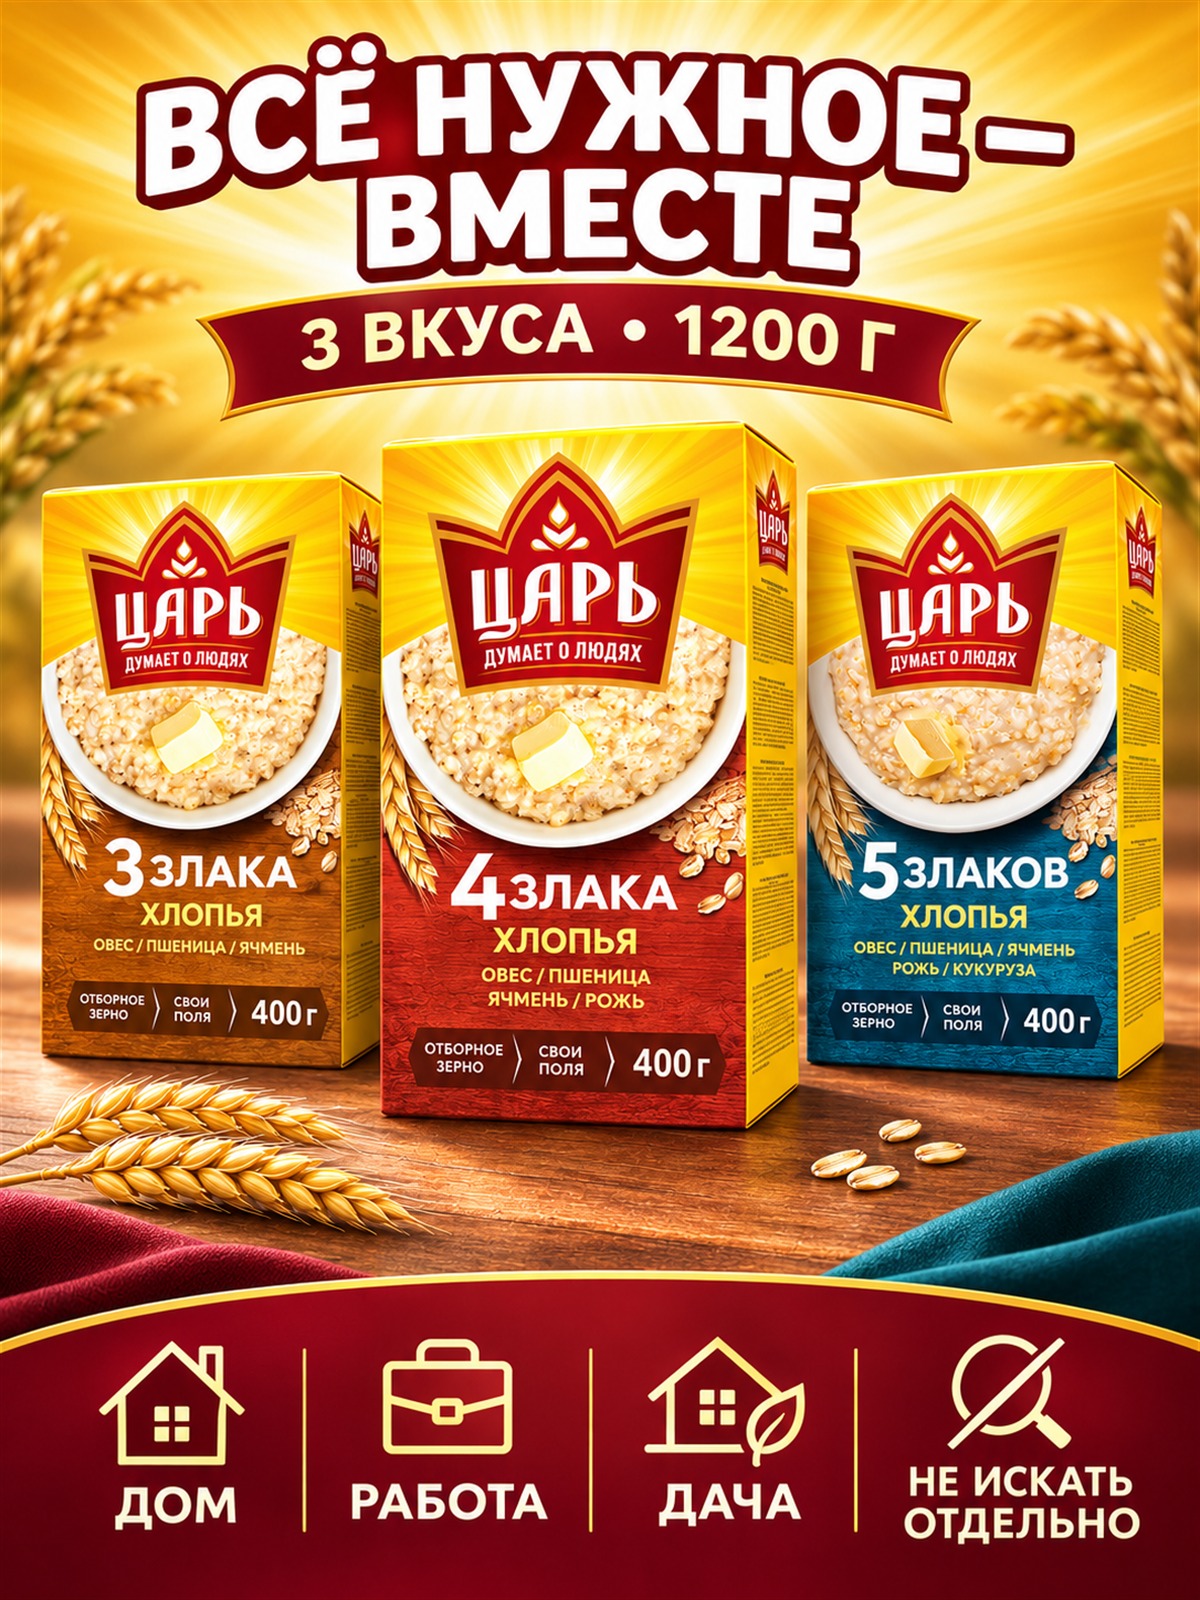 ВСЁ НУЖНОЕ –
ВМЕСТЕ
3 ВКУСА • 1200 Г
ЦАРЬ
ДУМАЕТ О ЛЮДЯХ
3 ЗЛАКА
ХЛОПЬЯ
ОВЕС / ПШЕНИЦА / ЯЧМЕНЬ
ОТБОРНОЕ
ЗЕРНО
СВОИ
ПОЛЯ
400 г
ЦАРЬ
ЦАРЬ
ДУМАЕТ О ЛЮДЯХ
4 ЗЛАКА
ХЛОПЬЯ
ОВЕС / ПШЕНИЦА
ЯЧМЕНЬ / РОЖЬ
ОТБОРНОЕ
ЗЕРНО
СВОИ
ПОЛЯ
400 г
ЦАРЬ
ЦАРЬ
ДУМАЕТ О ЛЮДЯХ
5 ЗЛАКОВ
ХЛОПЬЯ
ОВЕС / ПШЕНИЦА / ЯЧМЕНЬ
РОЖЬ / КУКУРУЗА
ОТБОРНОЕ
ЗЕРНО
СВОИ
ПОЛЯ
400 г
ЦАРЬ
ДОМ
РАБОТА
ДАЧА
НЕ ИСКАТЬ
ОТДЕЛЬНО